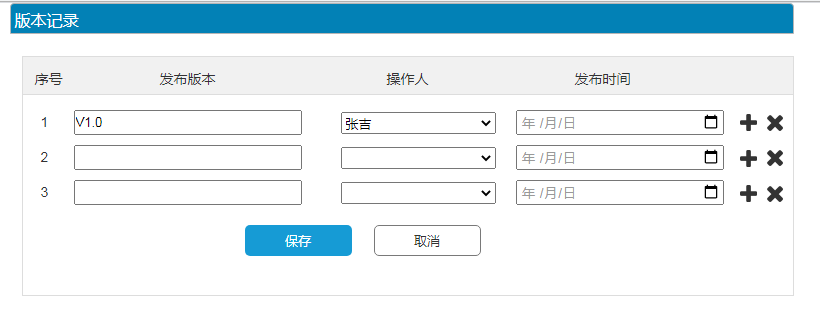 版本记录
序号 发布版本 操作人 发布时间
1 V1.0 张吉 年 /月/日
2 年 /月/日
3 年 /月/日
保存 取消